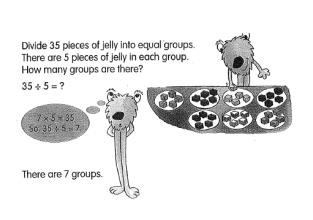 Divide 35 pieces of jelly into equal groups.
There are 5 pieces of jelly in each group.
How many groups are there?
35 ÷ 5 = ?
7 × 5 = 35
So, 35 ÷ 5 = 7.
There are 7 groups.